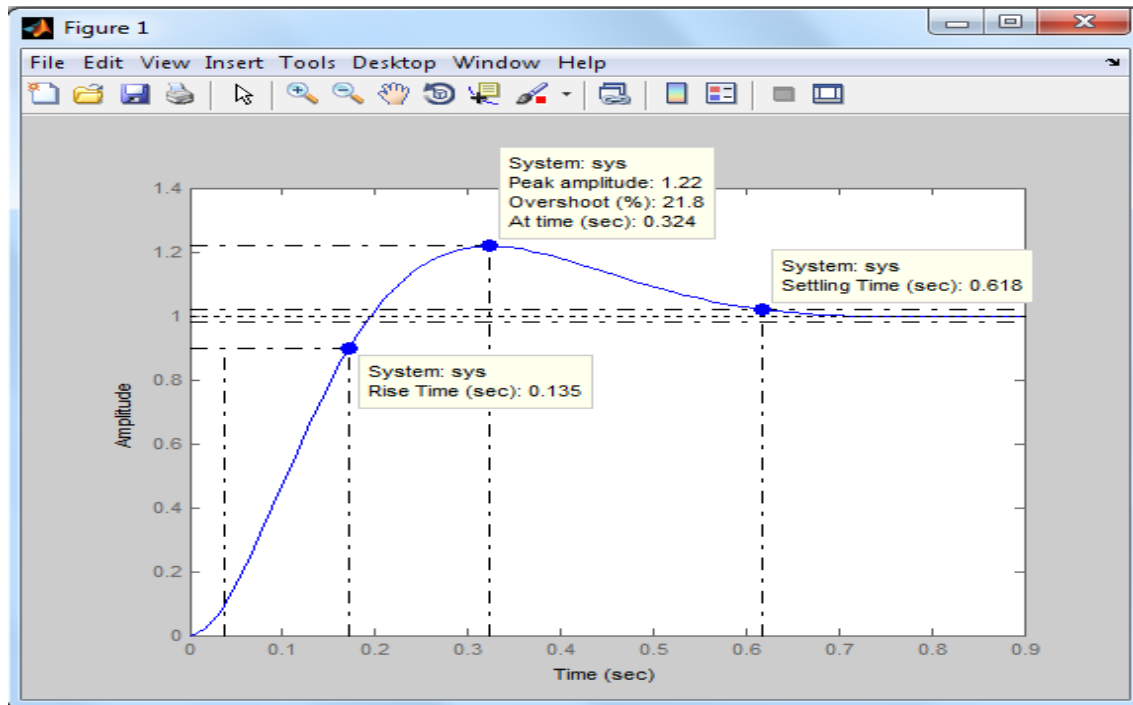 Figure 1
File Edit View Insert Tools Desktop Window Help
System: sys
Peak amplitude: 1.22
Overshoot (%): 21.8
At time (sec): 0.324
System: sys
Settling Time (sec): 0.618
System: sys
Rise Time (sec): 0.135
Amplitude
1.4
1.2
1
0.8
0.6
0.4
0.2
0
0 0.1 0.2 0.3 0.4 0.5 0.6 0.7 0.8 0.9
Time (sec)